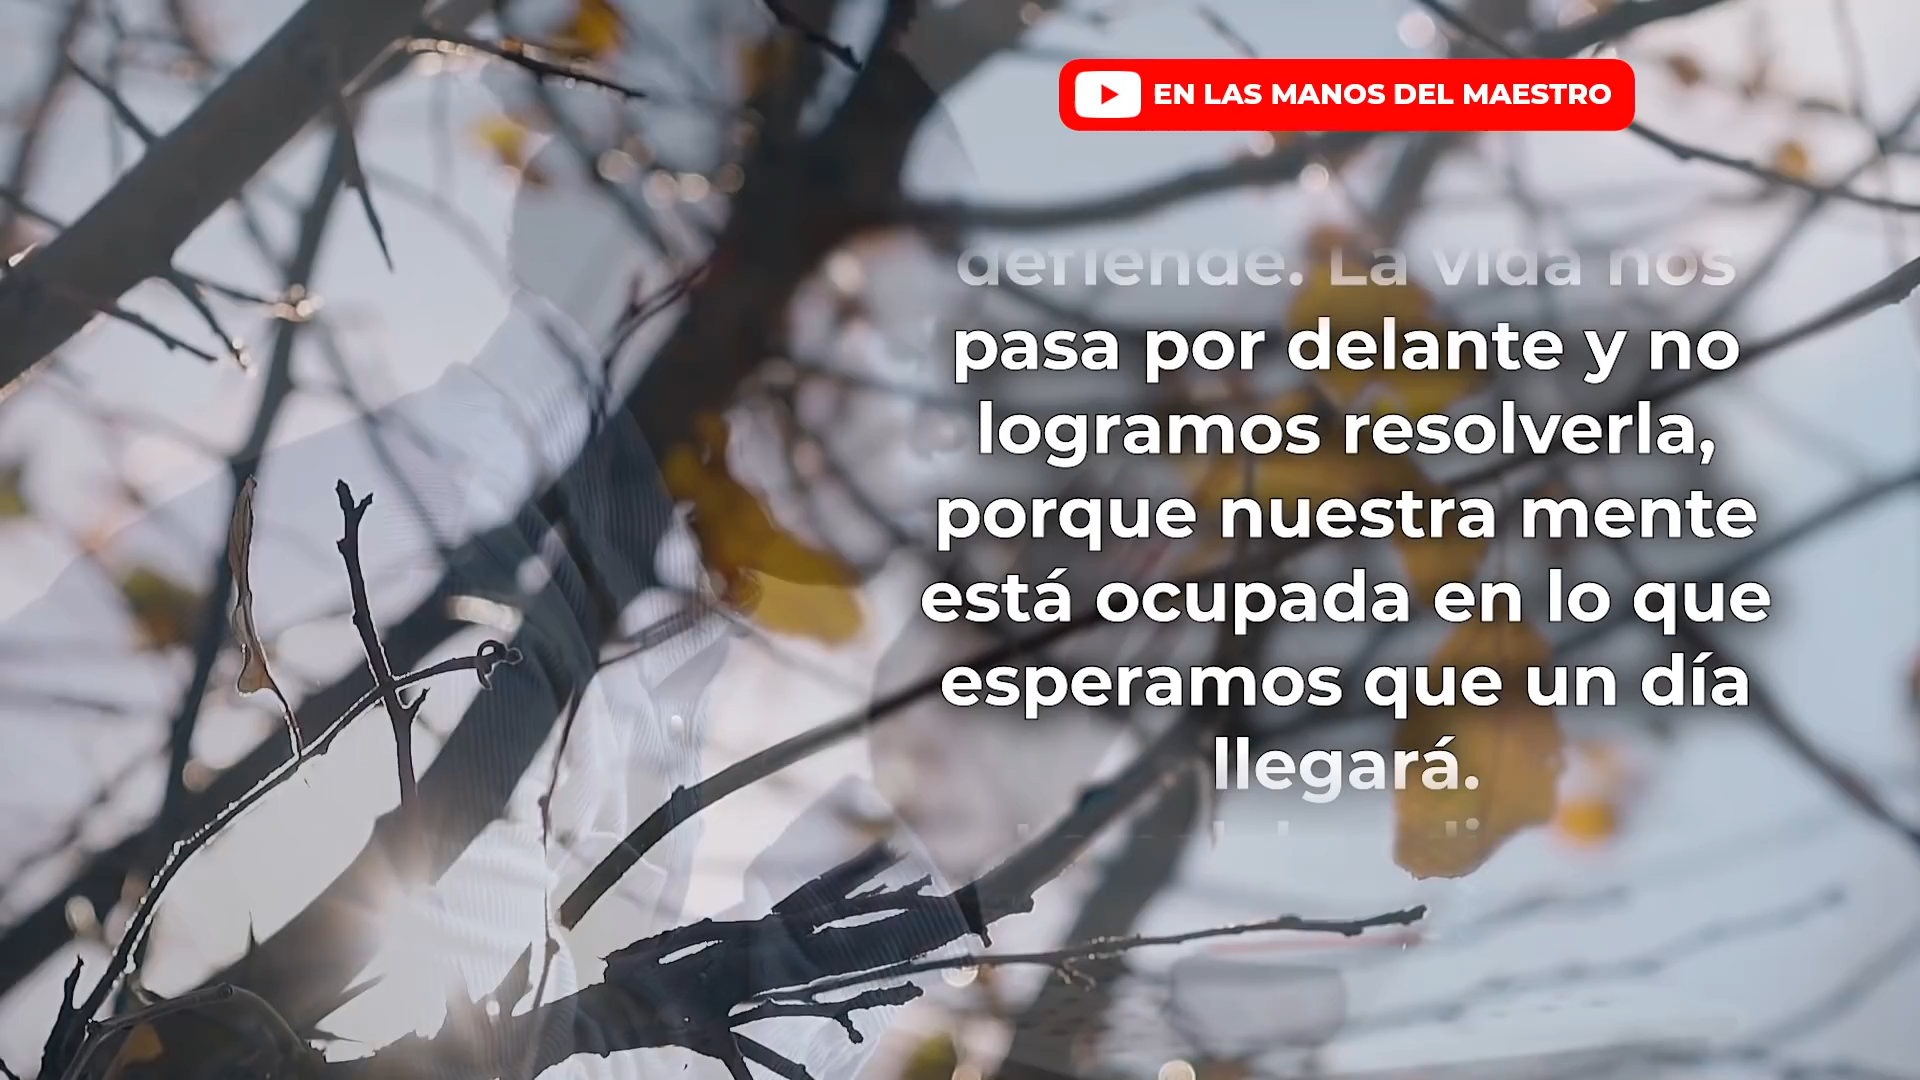 EN LAS MANOS DEL MAESTRO
defiende. La vida nos
pasa por delante y no
logramos resolverla,
porque nuestra mente
está ocupada en lo que
esperamos que un día
llegará.